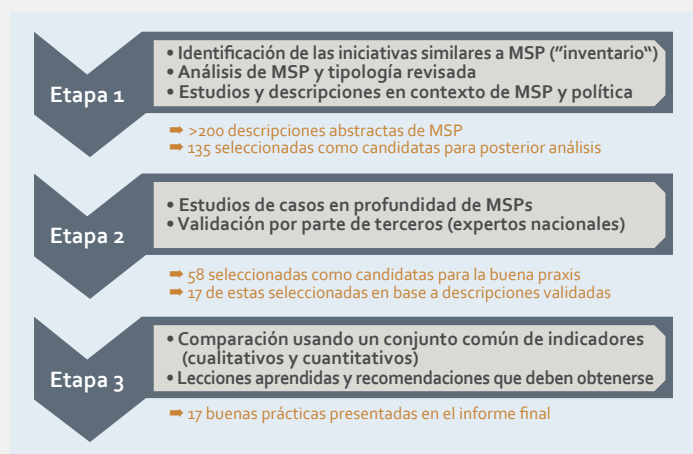 Etapa 1
• Identificación de las iniciativas similares a MSP ("inventario“)
• Análisis de MSP y tipología revisada
• Estudios y descripciones en contexto de MSP y política
➡ >200 descripciones abstractas de MSP
➡ 135 seleccionadas como candidatas para posterior análisis
Etapa 2
• Estudios de casos en profundidad de MSPs
• Validación por parte de terceros (expertos nacionales)
➡ 58 seleccionadas como candidatas para la buena praxis
➡ 17 de estas seleccionadas en base a descripciones validadas
Etapa 3
• Comparación usando un conjunto común de indicadores
(cualitativos y cuantitativos)
• Lecciones aprendidas y recomendaciones que deben obtenerse
➡ 17 buenas prácticas presentadas en el informe final